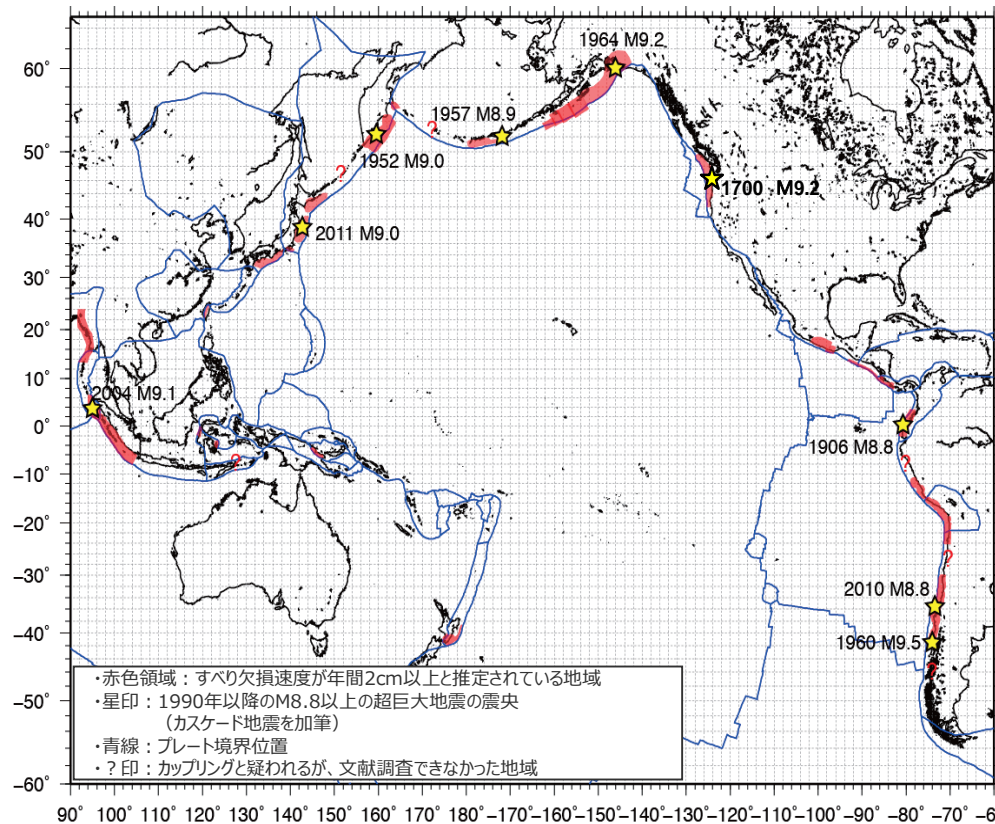 1964 M9.2
60°
1957 M8.9
?
50°
1952 M9.0
?
1700 M9.2
40°
2011 M9.0
30°
20°
10°
2004 M9.1
0°
1906 M8.8
?
?
−10°
−20°
?
−30°
2010 M8.8
−40°
1960 M9.5
?
・赤色領域：すべり欠損速度が年間2cm以上と推定されている地域
・星印：1990年以降のM8.8以上の超巨大地震の震央
（カスケード地震を加筆）
・青線：プレート境界位置
・？印：カップリングと疑われるが、文献調査できなかった地域
−50°
−60°
90 100 110 120 130 140 150 160 170 180 −170 −160 −150 −140 −130 −120 −110 −100 −90 −80 −70 −6